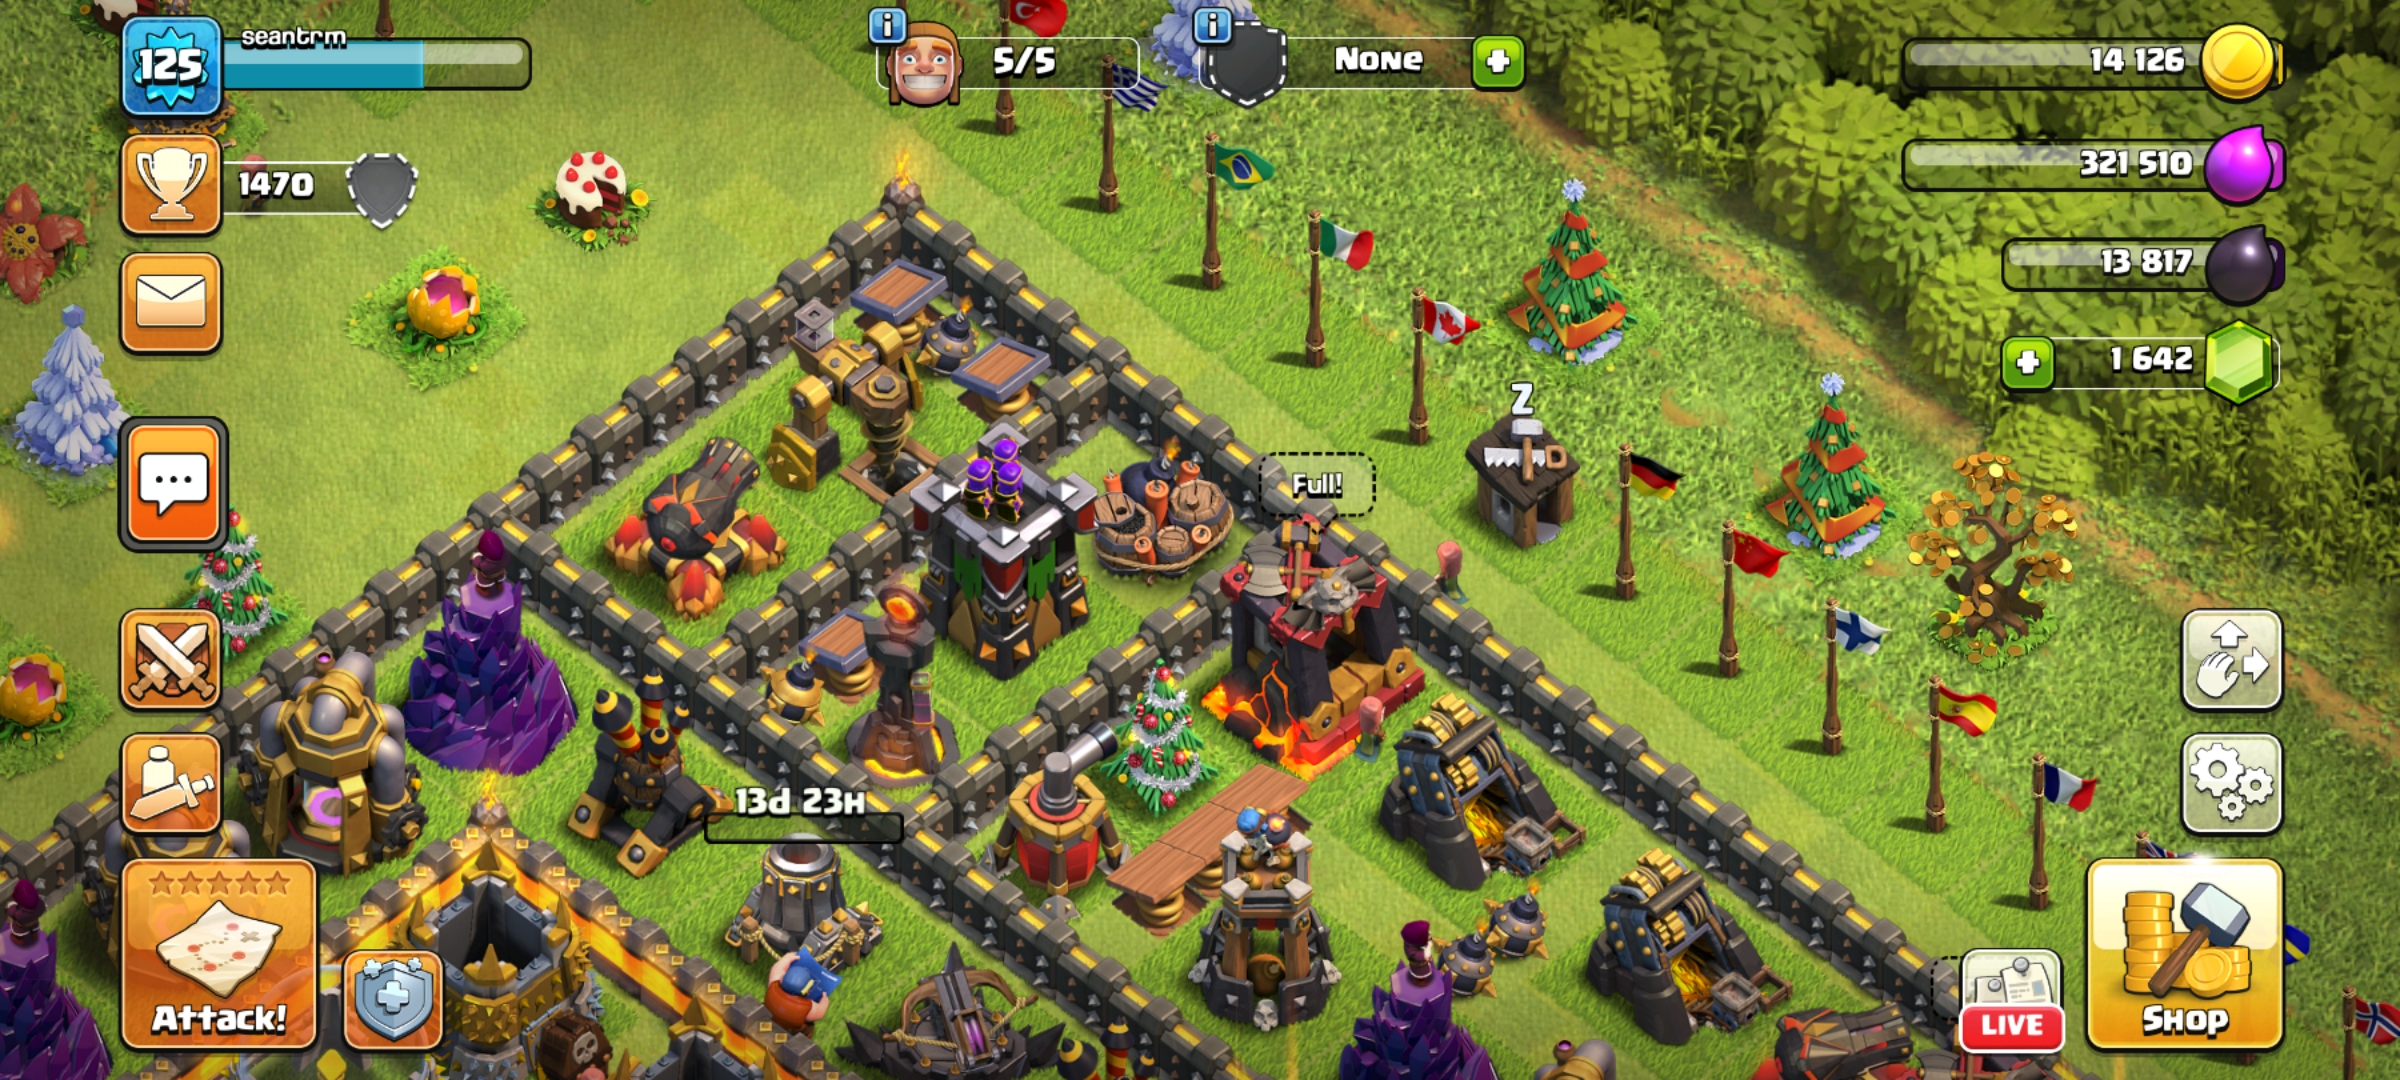 125
seantrm
5/5
None
14 126
1470
321 510
13 817
1 642
Z
Full!
13d 23H
Attack!
LIVE
Shop